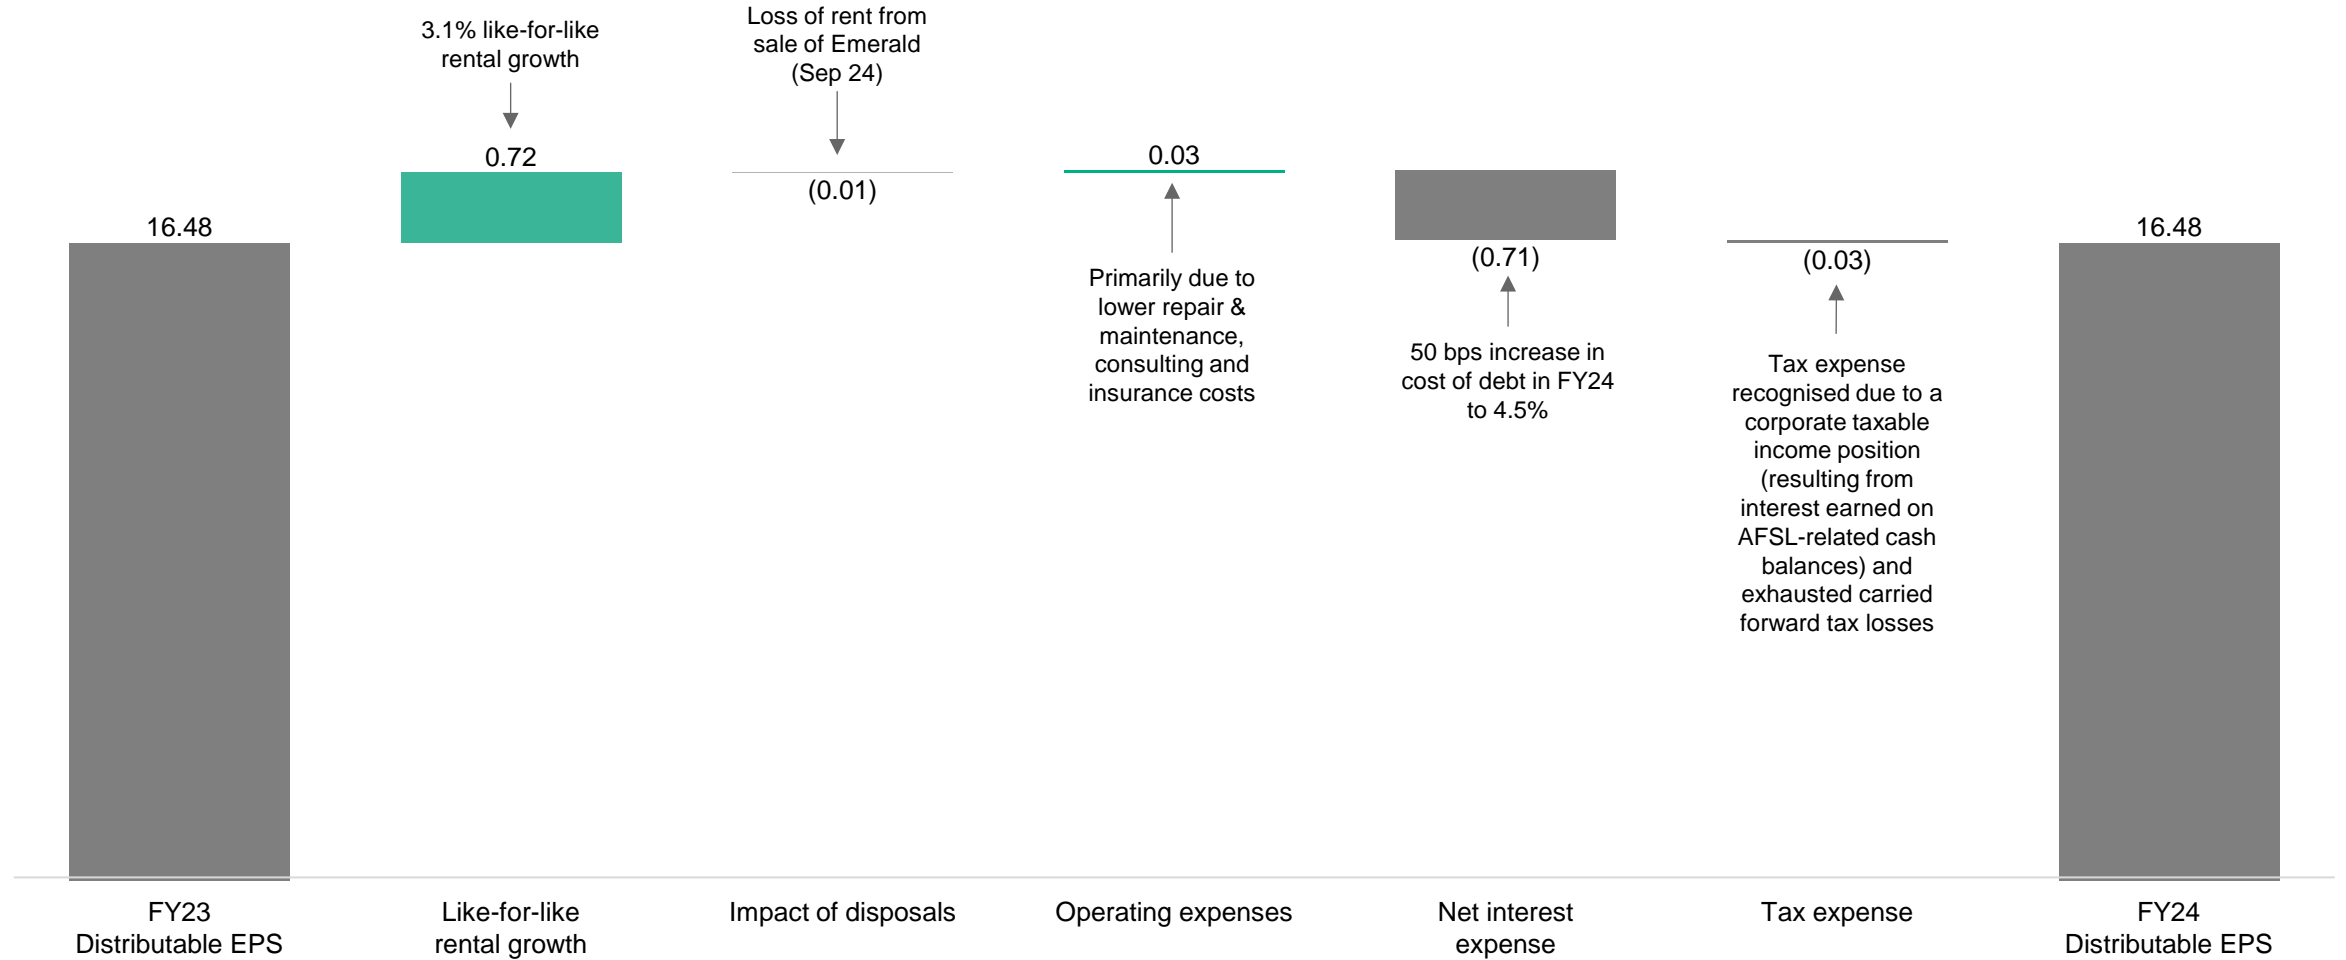 3.1% like-for-like
rental growth
Loss of rent from
sale of Emerald
(Sep 24)
16.48
0.72
(0.01)
0.03
Primarily due to
lower repair &
maintenance,
consulting and
insurance costs
(0.71)
50 bps increase in
cost of debt in FY24
to 4.5%
(0.03)
Tax expense
recognised due to a
corporate taxable
income position
(resulting from
interest earned on
AFSL-related cash
balances) and
exhausted carried
forward tax losses
16.48
FY23
Distributable EPS
Like-for-like
rental growth
Impact of disposals
Operating expenses
Net interest
expense
Tax expense
FY24
Distributable EPS